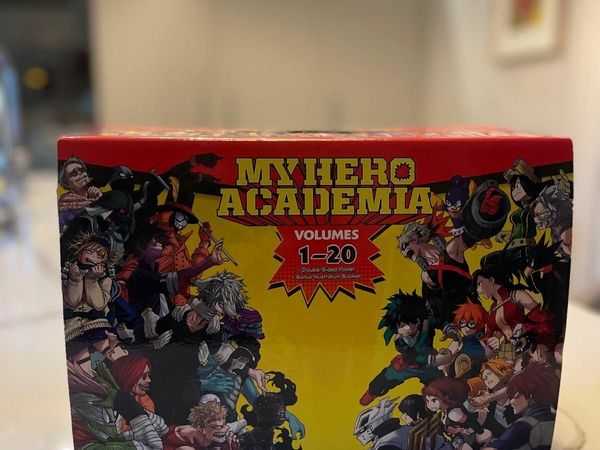 MY HERO
ACADEMIA
VOLUMES
1–20
- Double-Sided Poster
- Bonus Illustration Booklet